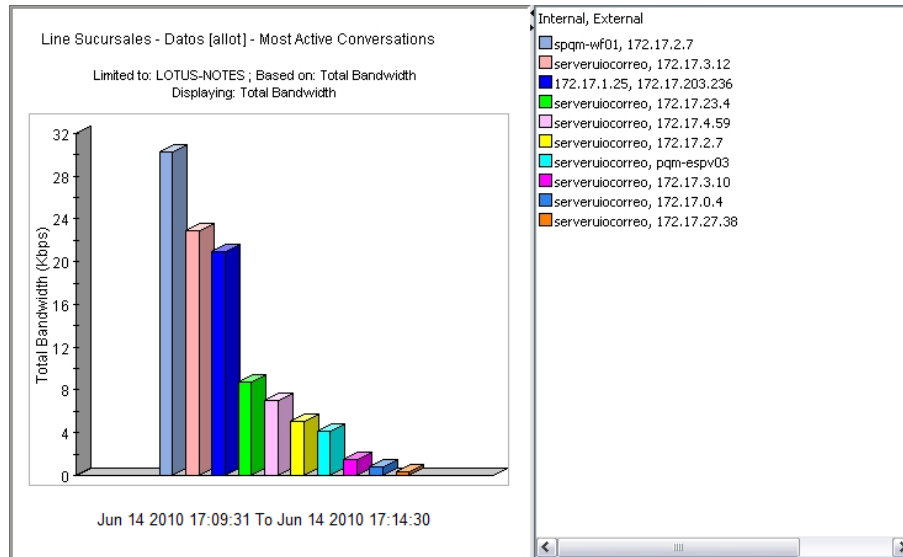 Line Sucursales - Datos [allot] - Most Active Conversations
Limited to: LOTUS-NOTES ; Based on: Total Bandwidth
Displaying: Total Bandwidth
Total Bandwidth (Kbps)
32
28
24
20
16
12
8
4
0
Jun 14 2010 17:09:31 To Jun 14 2010 17:14:30
Internal, External
spqm-wf01, 172.17.2.7
serveruiocorreo, 172.17.3.12
172.17.1.25, 172.17.203.236
serveruiocorreo, 172.17.23.4
serveruiocorreo, 172.17.4.59
serveruiocorreo, 172.17.2.7
serveruiocorreo, pqm-espv03
serveruiocorreo, 172.17.3.10
serveruiocorreo, 172.17.0.4
serveruiocorreo, 172.17.27.38